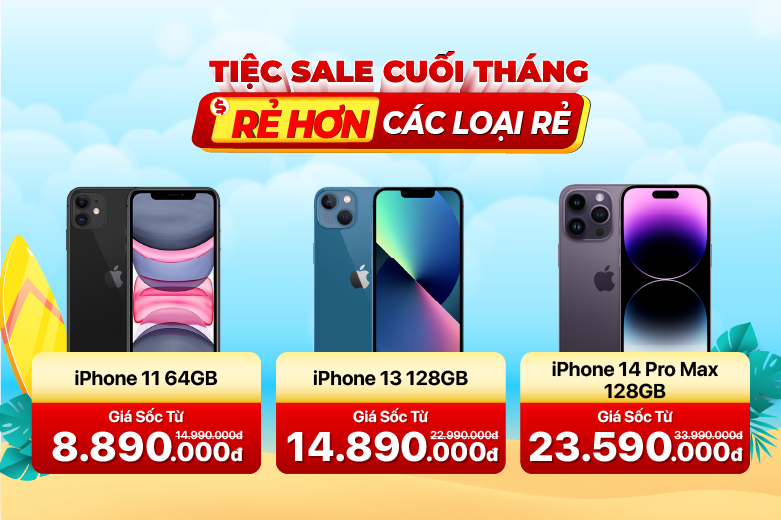 TIỆC SALE CUỐI THÁNG
$ RẺ HƠN CÁC LOẠI RẺ
iPhone 11 64GB
Giá Sốc Từ
14.990.000đ
8.890.000đ
iPhone 13 128GB
Giá Sốc Từ
22.990.000đ
14.890.000đ
iPhone 14 Pro Max
128GB
Giá Sốc Từ
33.990.000đ
23.590.000đ